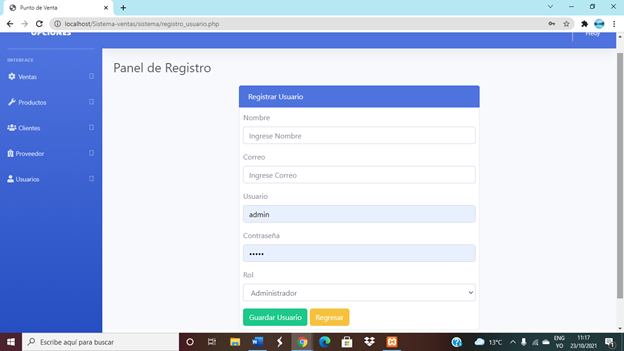 Punto de Venta
localhost/Sistema-ventas/sistema/registro_usuario.php
OPCIONES
Hedy
INTERFACE
Ventas
Productos
Clientes
Proveedor
Usuarios
Panel de Registro
Registrar Usuario
Nombre
Ingrese Nombre
Correo
Ingrese Correo
Usuario
admin
Contraseña
•••••
Rol
Administrador
Guardar Usuario Regresar
Escribe aquí para buscar
13°C
ENG
YO
11:17
23/10/2021